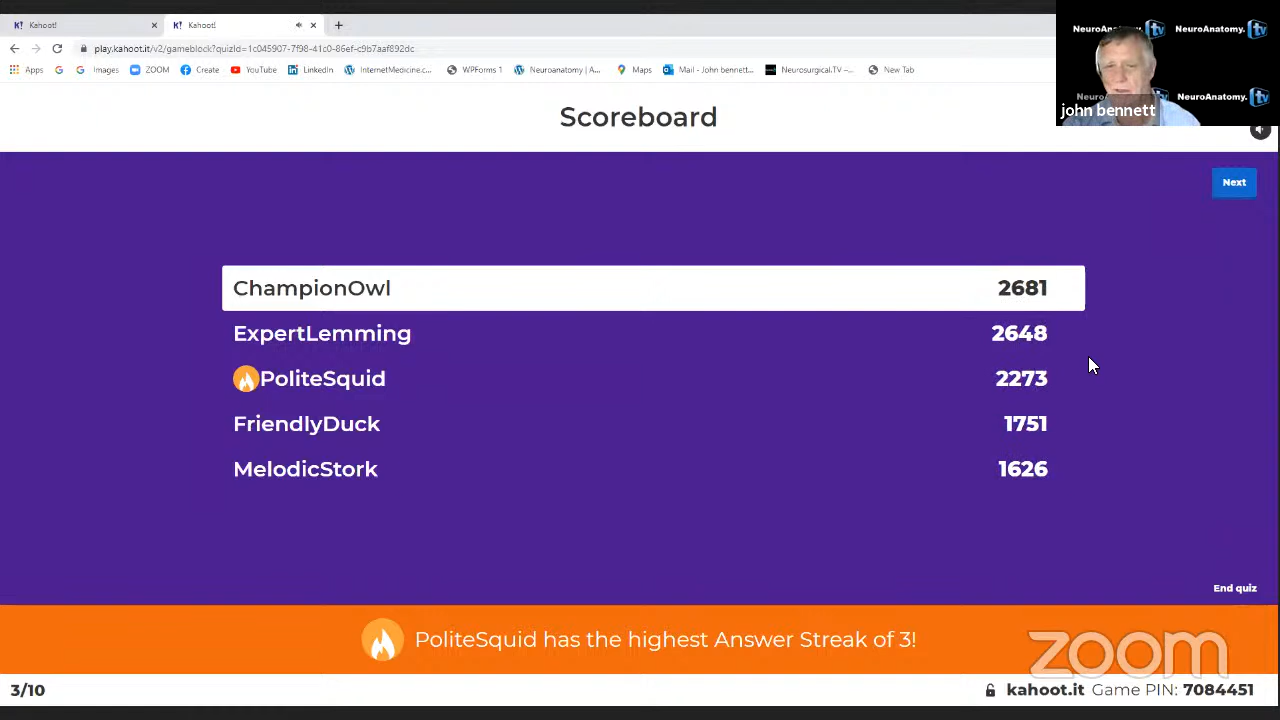 Kahoot!
Kahoot!
play.kahoot.it/v2/gameblock?quizId=1c045907-7f98-41c0-86ef-c9b7aaf892dc
Apps Images ZOOM Create YouTube LinkedIn InternetMedicine.c... WPForms 1 Neuroanatomy | A... Maps Mail - John bennett... Neurosurgical.TV –... New Tab
NeuroAnatomy.tv NeuroAnatomy.tv
NeuroAnatomy.tv
john bennett
Scoreboard
Next
ChampionOwl 2681
ExpertLemming 2648
PoliteSquid 2273
FriendlyDuck 1751
MelodicStork 1626
End quiz
PoliteSquid has the highest Answer Streak of 3!
zoom
3/10
kahoot.it Game PIN: 7084451